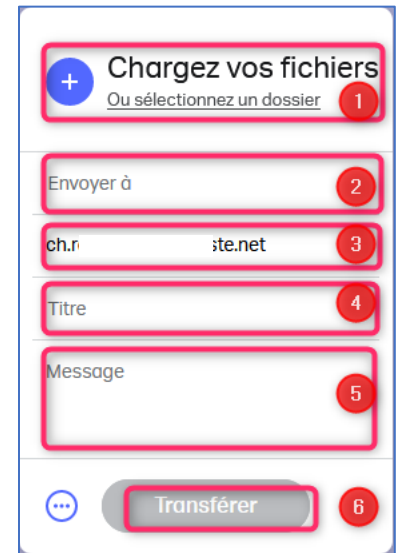 Chargez vos fichiers
Ou sélectionnez un dossier
1
Envoyer à
2
ch.r ste.net
3
Titre
4
Message
5
Transférer
6